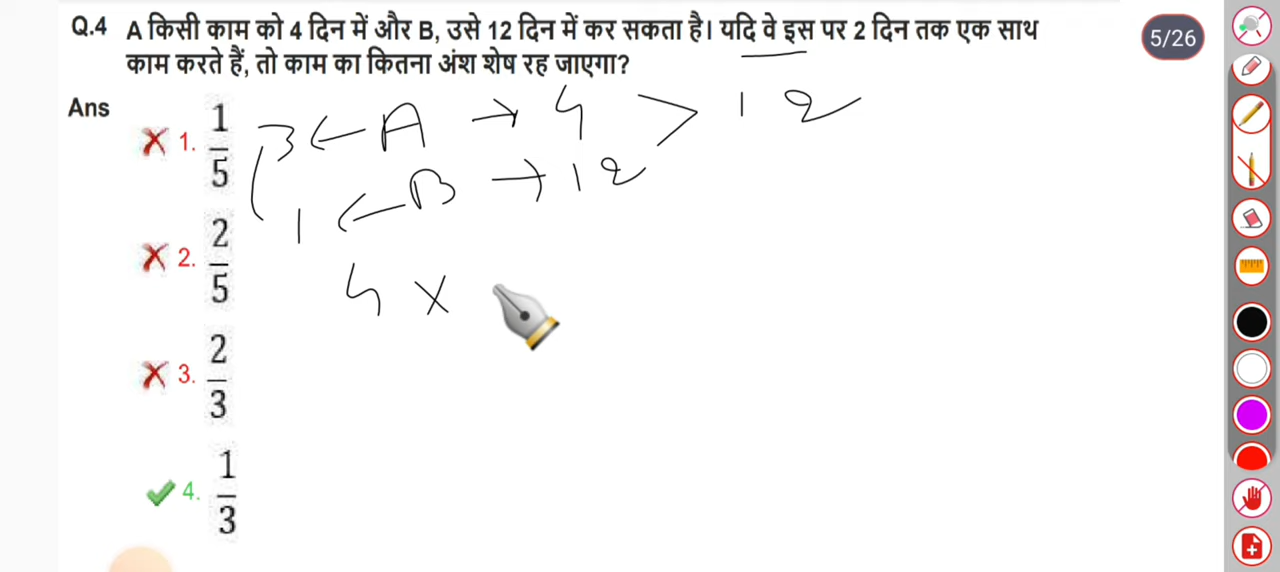 Q.4 A किसी काम को 4 दिन में और B, उसे 12 दिन में कर सकता है। यदि वे इस पर 2 दिन तक एक साथ
काम करते हैं, तो काम का कितना अंश शेष रह जाएगा?
5/26
Ans
1. 1/5
3 ← A → 4 > 12
1 ← B → 12
2. 2/5
4 ×
3. 2/3
4. 1/3